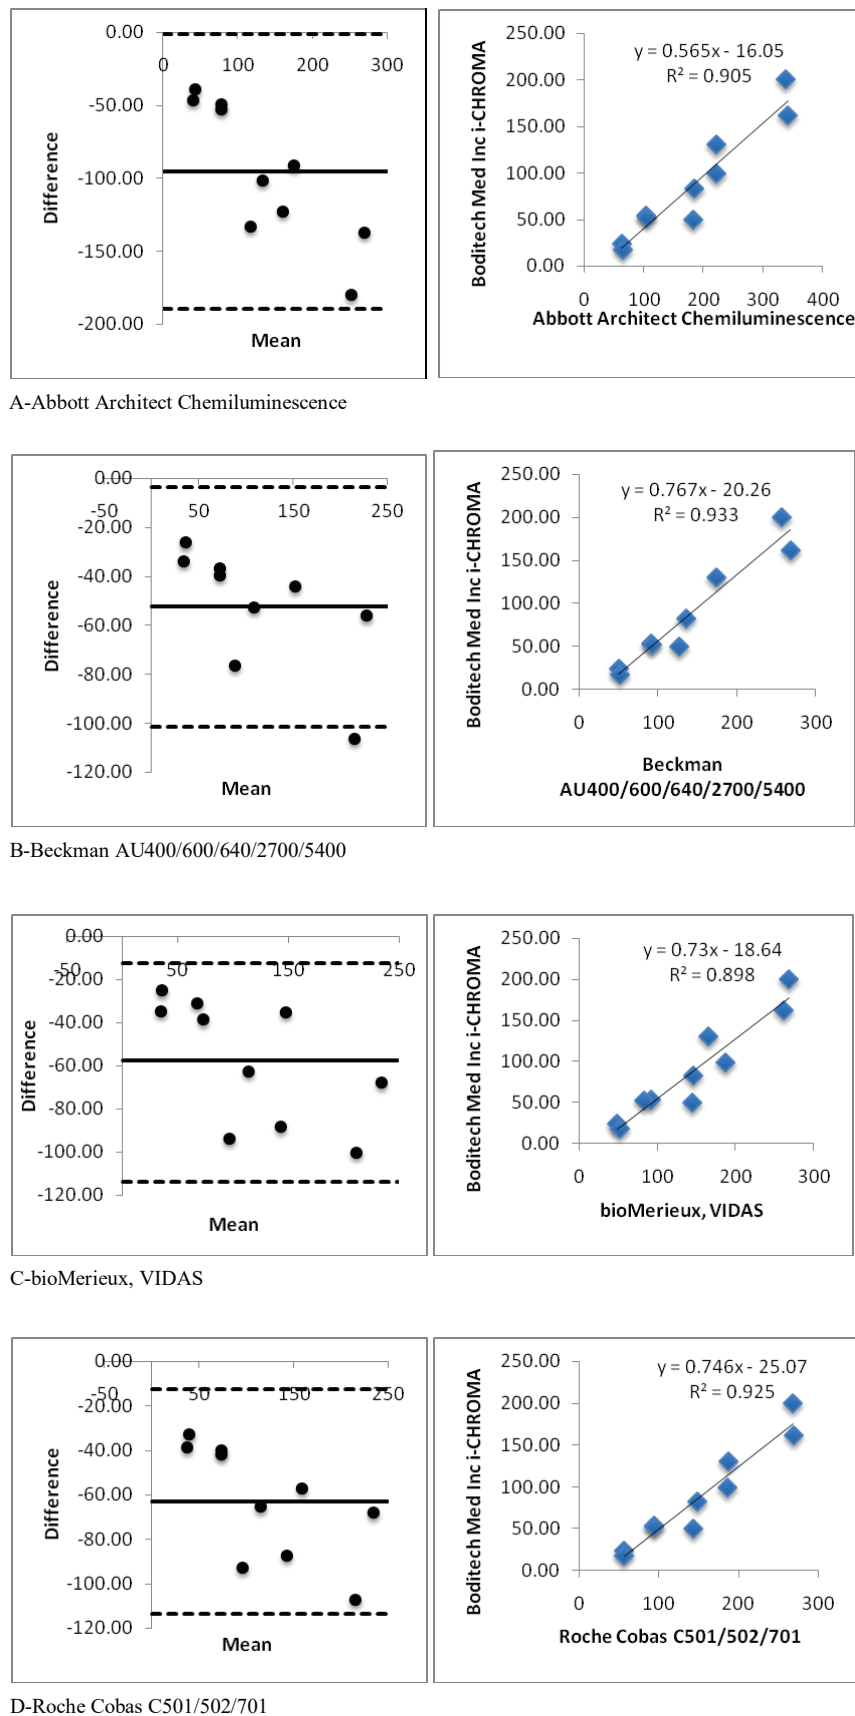 0.00
-50.00
-100.00
-150.00
-200.00
0 100 200 300
Difference
Mean
250.00
200.00
150.00
100.00
50.00
0.00
0 100 200 300 400
y = 0.565x - 16.05
R² = 0.905
Boditech Med Inc i-CHROMA
Abbott Architect Chemiluminescence
A-Abbott Architect Chemiluminescence
0.00
-20.00
-40.00
-60.00
-80.00
-100.00
-120.00
-50 50 150 250
Difference
Mean
250.00
200.00
150.00
100.00
50.00
0.00
0 100 200 300
y = 0.767x - 20.26
R² = 0.933
Boditech Med Inc i-CHROMA
Beckman
AU400/600/640/2700/5400
B-Beckman AU400/600/640/2700/5400
0.00
-20.00
-40.00
-60.00
-80.00
-100.00
-120.00
-50 50 150 250
Difference
Mean
250.00
200.00
150.00
100.00
50.00
0.00
0 100 200 300
y = 0.73x - 18.64
R² = 0.898
Boditech Med Inc i-CHROMA
bioMerieux, VIDAS
C-bioMerieux, VIDAS
0.00
-20.00
-40.00
-60.00
-80.00
-100.00
-120.00
-50 50 150 250
Difference
Mean
250.00
200.00
150.00
100.00
50.00
0.00
0 100 200 300
y = 0.746x - 25.07
R² = 0.925
Boditech Med Inc i-CHROMA
Roche Cobas C501/502/701
D-Roche Cobas C501/502/701